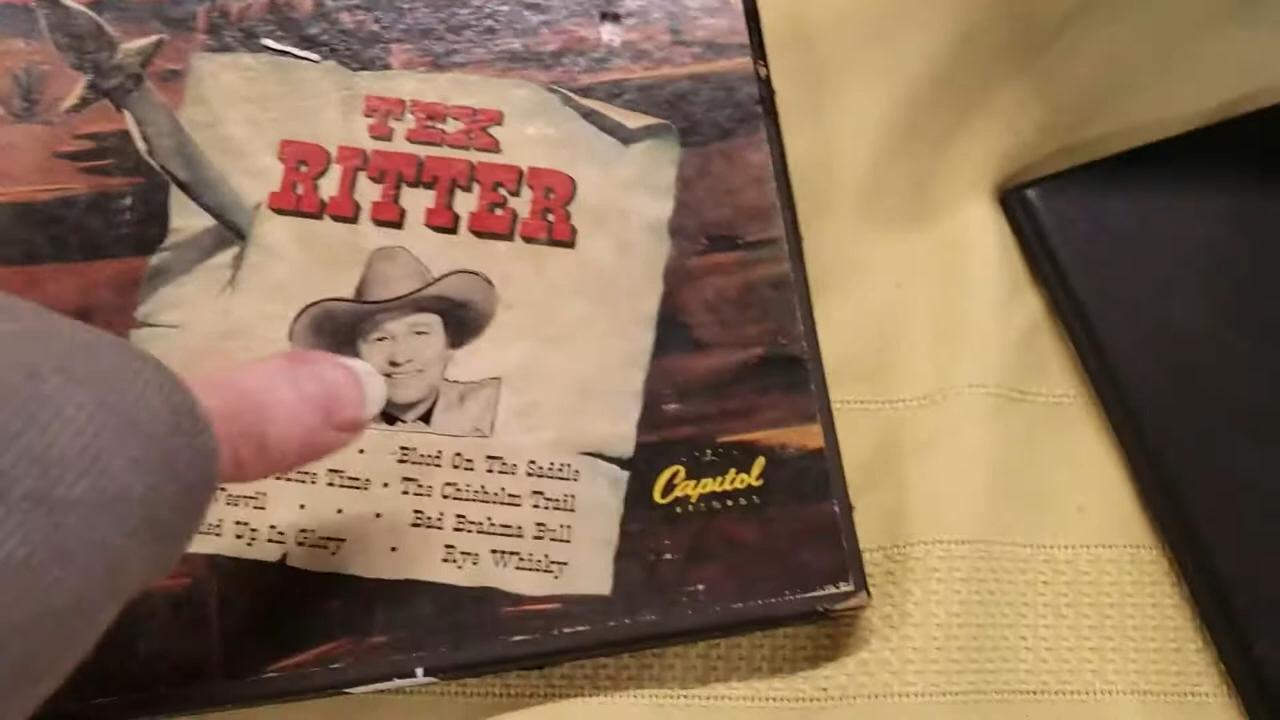 TEX
RITTER
Blood On The Saddle
Time • The Chisholm Trail
Bad Brahma Bull
Up In Glory • Rye Whisky
Capitol
RECORDS